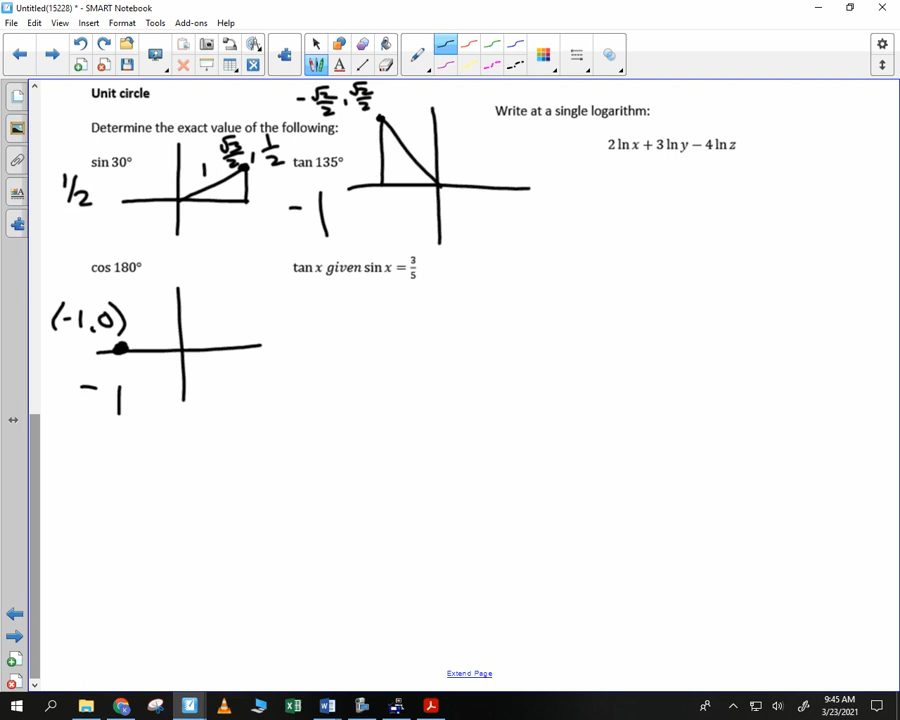 Untitled(15228) * - SMART Notebook
File Edit View Insert Format Tools Add-ons Help
Unit circle
Determine the exact value of the following:
sin 30°
1/2
1
√3/2, 1/2
tan 135°
-√2/2, √2/2
-1
cos 180°
(-1,0)
-1
tan x given sin x = 3/5
Write at a single logarithm:
2 ln x + 3 ln y − 4 ln z
Extend Page
9:45 AM
3/23/2021